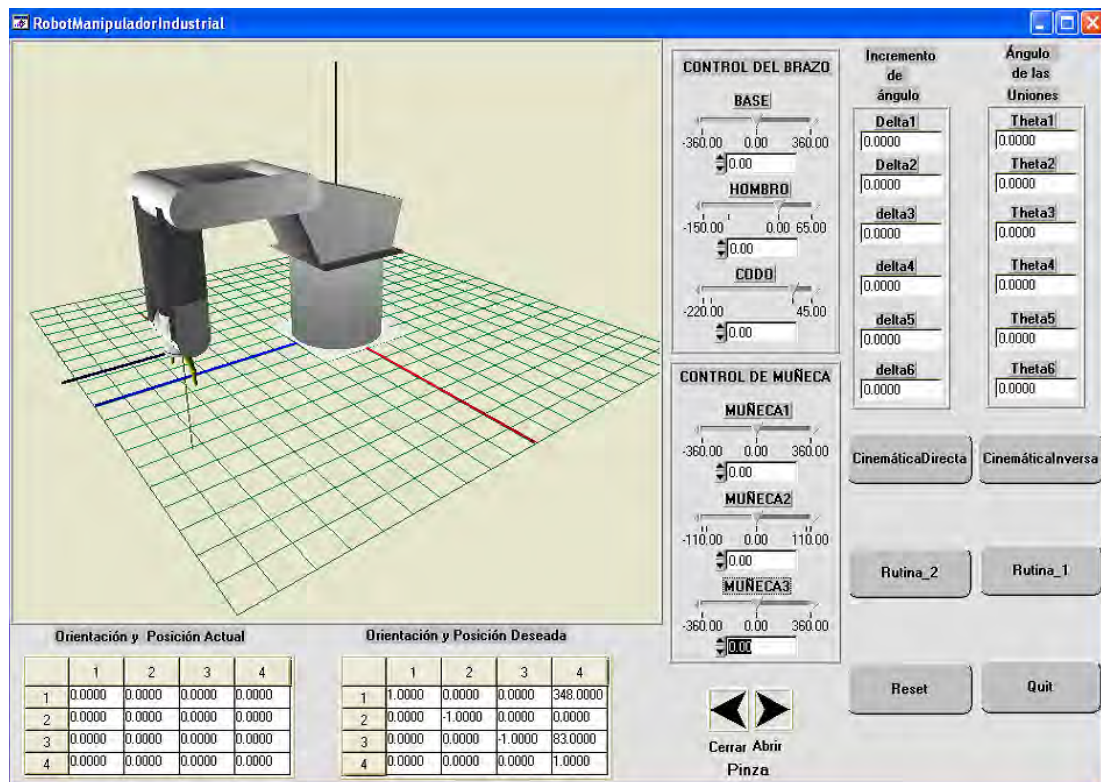 RobotManipuladorIndustrial
CONTROL DEL BRAZO
BASE
-360.00 0.00 360.00
0.00
HOMBRO
-150.00 0.00 65.00
0.00
CODO
-220.00 45.00
0.00
CONTROL DE MUÑECA
MUÑECA1
-360.00 0.00 360.00
0.00
MUÑECA2
-110.00 0.00 110.00
0.00
MUÑECA3
-360.00 0.00 360.00
0.00
Cerrar Abrir
Pinza
Incremento
de
ángulo
Delta1
0.0000
Delta2
0.0000
delta3
0.0000
delta4
0.0000
delta5
0.0000
delta6
0.0000
Ángulo
de las
Uniones
Theta1
0.0000
Theta2
0.0000
Theta3
0.0000
Theta4
0.0000
Theta5
0.0000
Theta6
0.0000
CinemáticaDirecta CinemáticaInversa
Rutina_2 Rutina_1
Reset Quit
Orientación y Posición Actual
1 2 3 4
1 0.0000 0.0000 0.0000 0.0000
2 0.0000 0.0000 0.0000 0.0000
3 0.0000 0.0000 0.0000 0.0000
4 0.0000 0.0000 0.0000 0.0000
Orientación y Posición Deseada
1 2 3 4
1 1.0000 0.0000 0.0000 348.0000
2 0.0000 -1.0000 0.0000 0.0000
3 0.0000 0.0000 -1.0000 83.0000
4 0.0000 0.0000 0.0000 1.0000